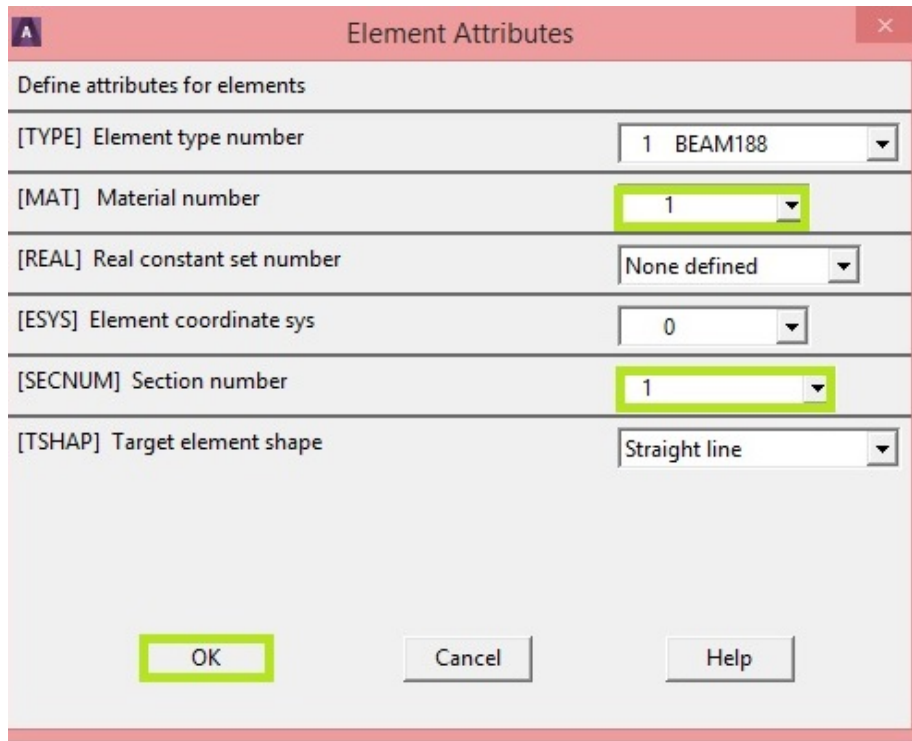 A
Element Attributes
×
Define attributes for elements
[TYPE] Element type number 1 BEAM188
[MAT] Material number 1
[REAL] Real constant set number None defined
[ESYS] Element coordinate sys 0
[SECNUM] Section number 1
[TSHAP] Target element shape Straight line
OK Cancel Help